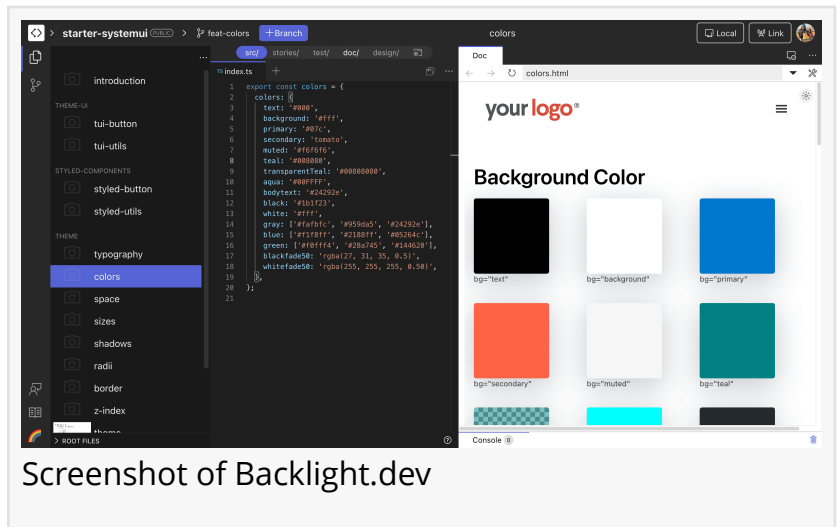 starter-systemui PUBLIC > feat-colors +Branch colors Local Link
src/ stories/ test/ doc/ design/
introduction
THEME-UI
tui-button
tui-utils
STYLED-COMPONENTS
styled-button
styled-utils
THEME
typography
colors
space
sizes
shadows
radii
border
z-index
theme
> ROOT FILES
TS index.ts +
1 export const colors = {
2 colors: {
3 text: '#000',
4 background: '#fff',
5 primary: '#07c',
6 secondary: 'tomato',
7 muted: '#f6f6f6',
8 teal: '#008080',
9 transparentTeal: '#00808080',
10 aqua: '#00FFFF',
11 bodytext: '#24292e',
12 black: '#1b1f23',
13 white: '#fff',
14 gray: ['#fafbfc', '#959da5', '#24292e'],
15 blue: ['#f1f8ff', '#2188ff', '#05264c'],
16 green: ['#f0fff4', '#28a745', '#144620'],
17 blackfade50: 'rgba(27, 31, 35, 0.5)',
18 whitefade50: 'rgba(255, 255, 255, 0.50)',
19 },
20 };
21
Doc
colors.html
your logo®
Background Color
bg="text" bg="background" bg="primary"
bg="secondary" bg="muted" bg="teal"
Console 0
Screenshot of Backlight.dev